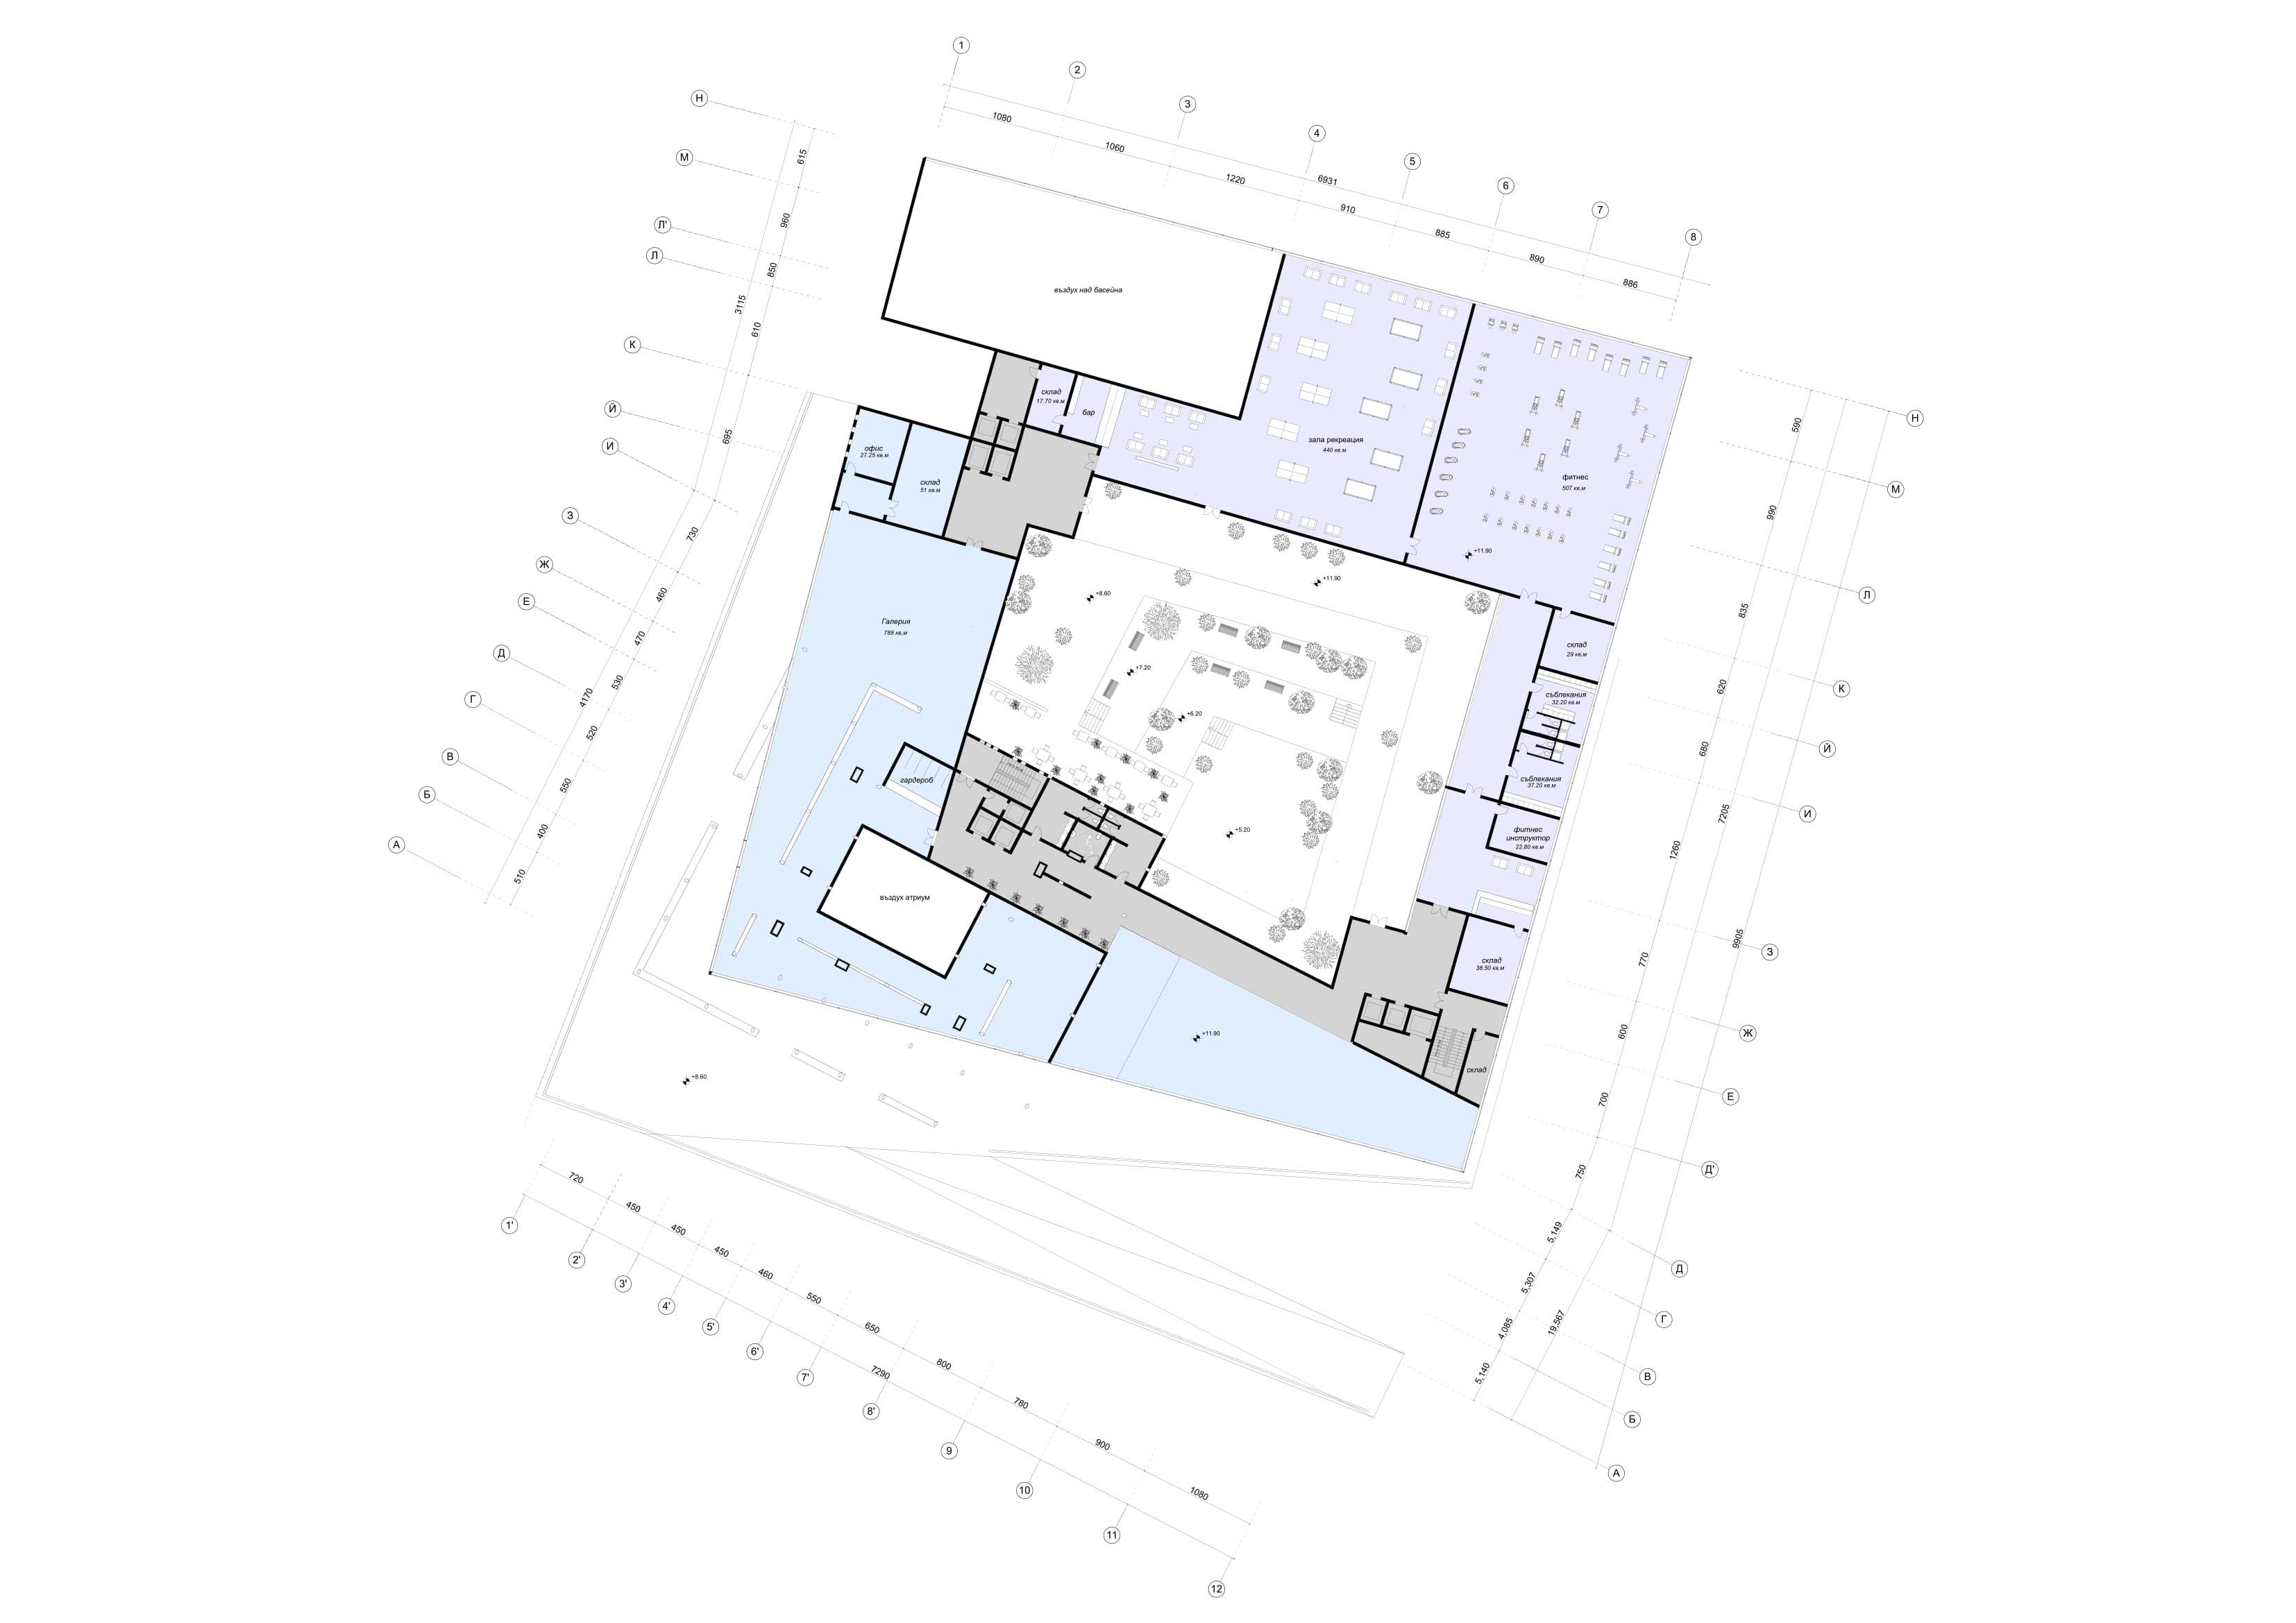 1
2
3
4
5
6
7
8
1080
1060
1220
6931
910
885
890
886
Н
М
Л'
Л
К
Й
И
З
Ж
Е
Д
Г
В
Б
А
615
960
850
3115
610
695
730
460
470
530
4170
520
550
400
510
въздух над басейна
склад
17.70 кв.м
бар
офис
27.25 кв.м
склад
51 кв.м
зала рекреация
440 кв.м
фитнес
507 кв.м
+11.90
+11.90
+8.60
Галерия
788 кв.м
+7.20
+6.20
+5.20
склад
29 кв.м
съблекания
32.20 кв.м
съблекания
37.20 кв.м
фитнес
инструктор
22.80 кв.м
гардероб
въздух атриум
склад
38.50 кв.м
+11.90
склад
+8.60
590
990
835
620
680
7205
1260
9905
770
600
700
750
5,149
5,307
4,085
19,567
5,140
Н
М
Л
К
Й
И
З
Ж
Е
Д'
Д
Г
В
Б
А
720
450
450
450
460
550
650
7290
800
780
900
1080
1'
2'
3'
4'
5'
6'
7'
8'
9
10
11
12